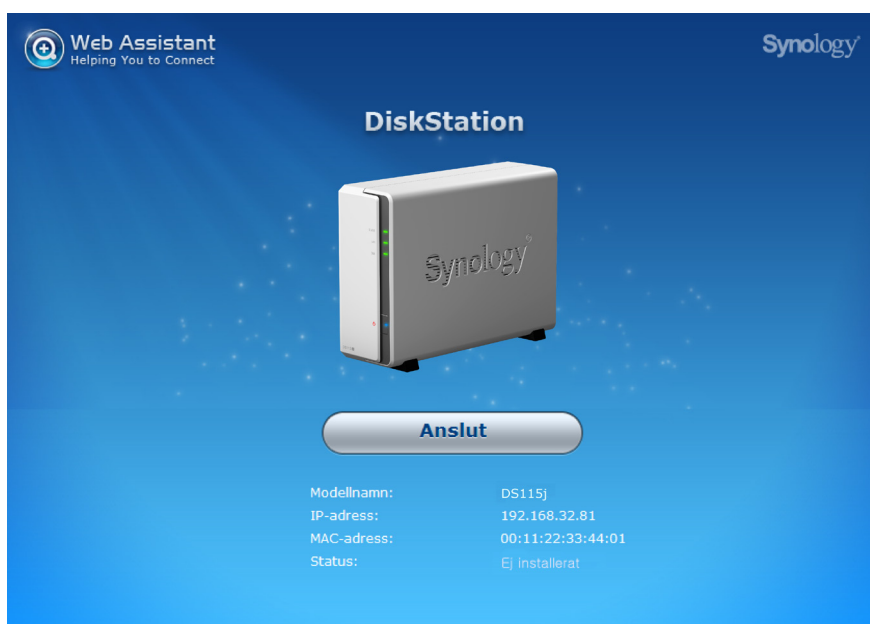 Web Assistant
Helping You to Connect
Synology
DiskStation
Synology
Anslut
Modellnamn: DS115j
IP-adress: 192.168.32.81
MAC-adress: 00:11:22:33:44:01
Status: Ej installerat